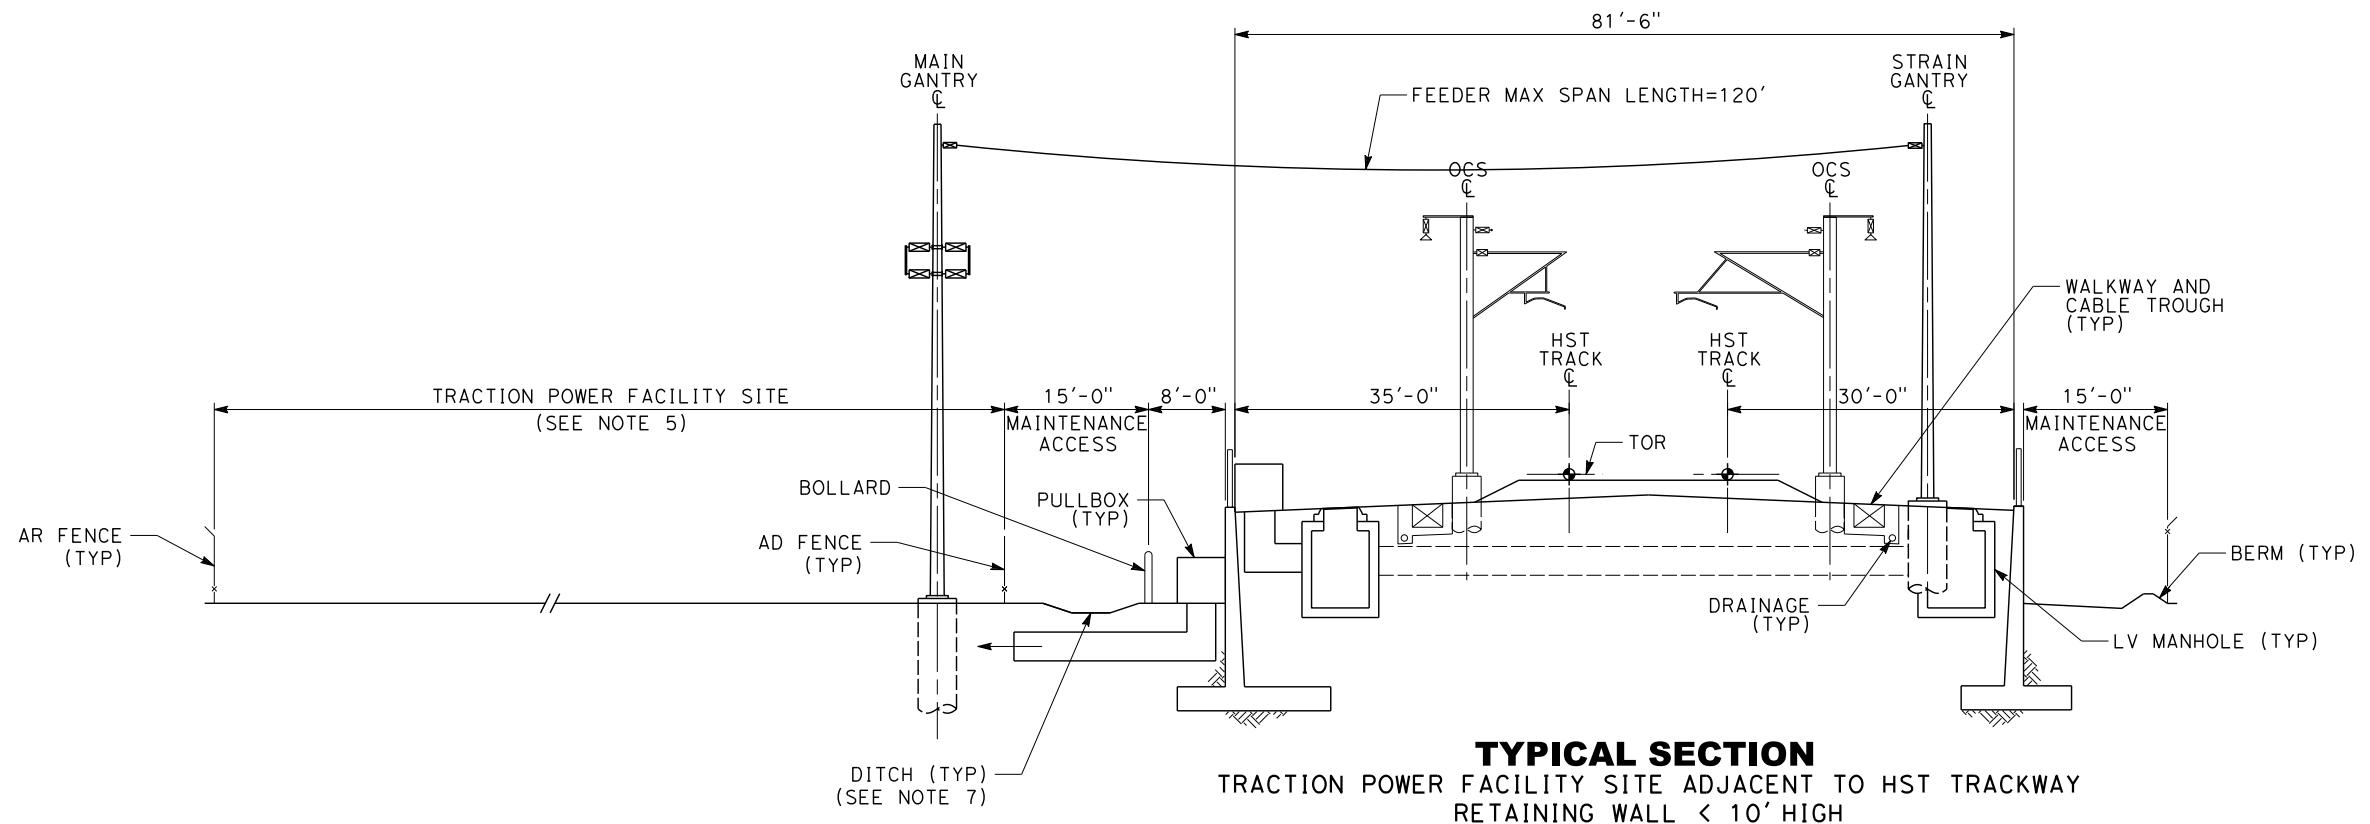 81'-6"
MAIN
GANTRY
℄
STRAIN
GANTRY
℄
FEEDER MAX SPAN LENGTH=120'
OCS
℄
OCS
℄
WALKWAY AND
CABLE TROUGH
(TYP)
HST
TRACK
℄
HST
TRACK
℄
TRACTION POWER FACILITY SITE
(SEE NOTE 5)
15'-0"
MAINTENANCE
ACCESS
8'-0"
35'-0"
30'-0"
15'-0"
MAINTENANCE
ACCESS
TOR
BOLLARD
PULLBOX
(TYP)
AR FENCE
(TYP)
AD FENCE
(TYP)
BERM (TYP)
DRAINAGE
(TYP)
LV MANHOLE (TYP)
DITCH (TYP)
(SEE NOTE 7)
TYPICAL SECTION
TRACTION POWER FACILITY SITE ADJACENT TO HST TRACKWAY
RETAINING WALL < 10' HIGH